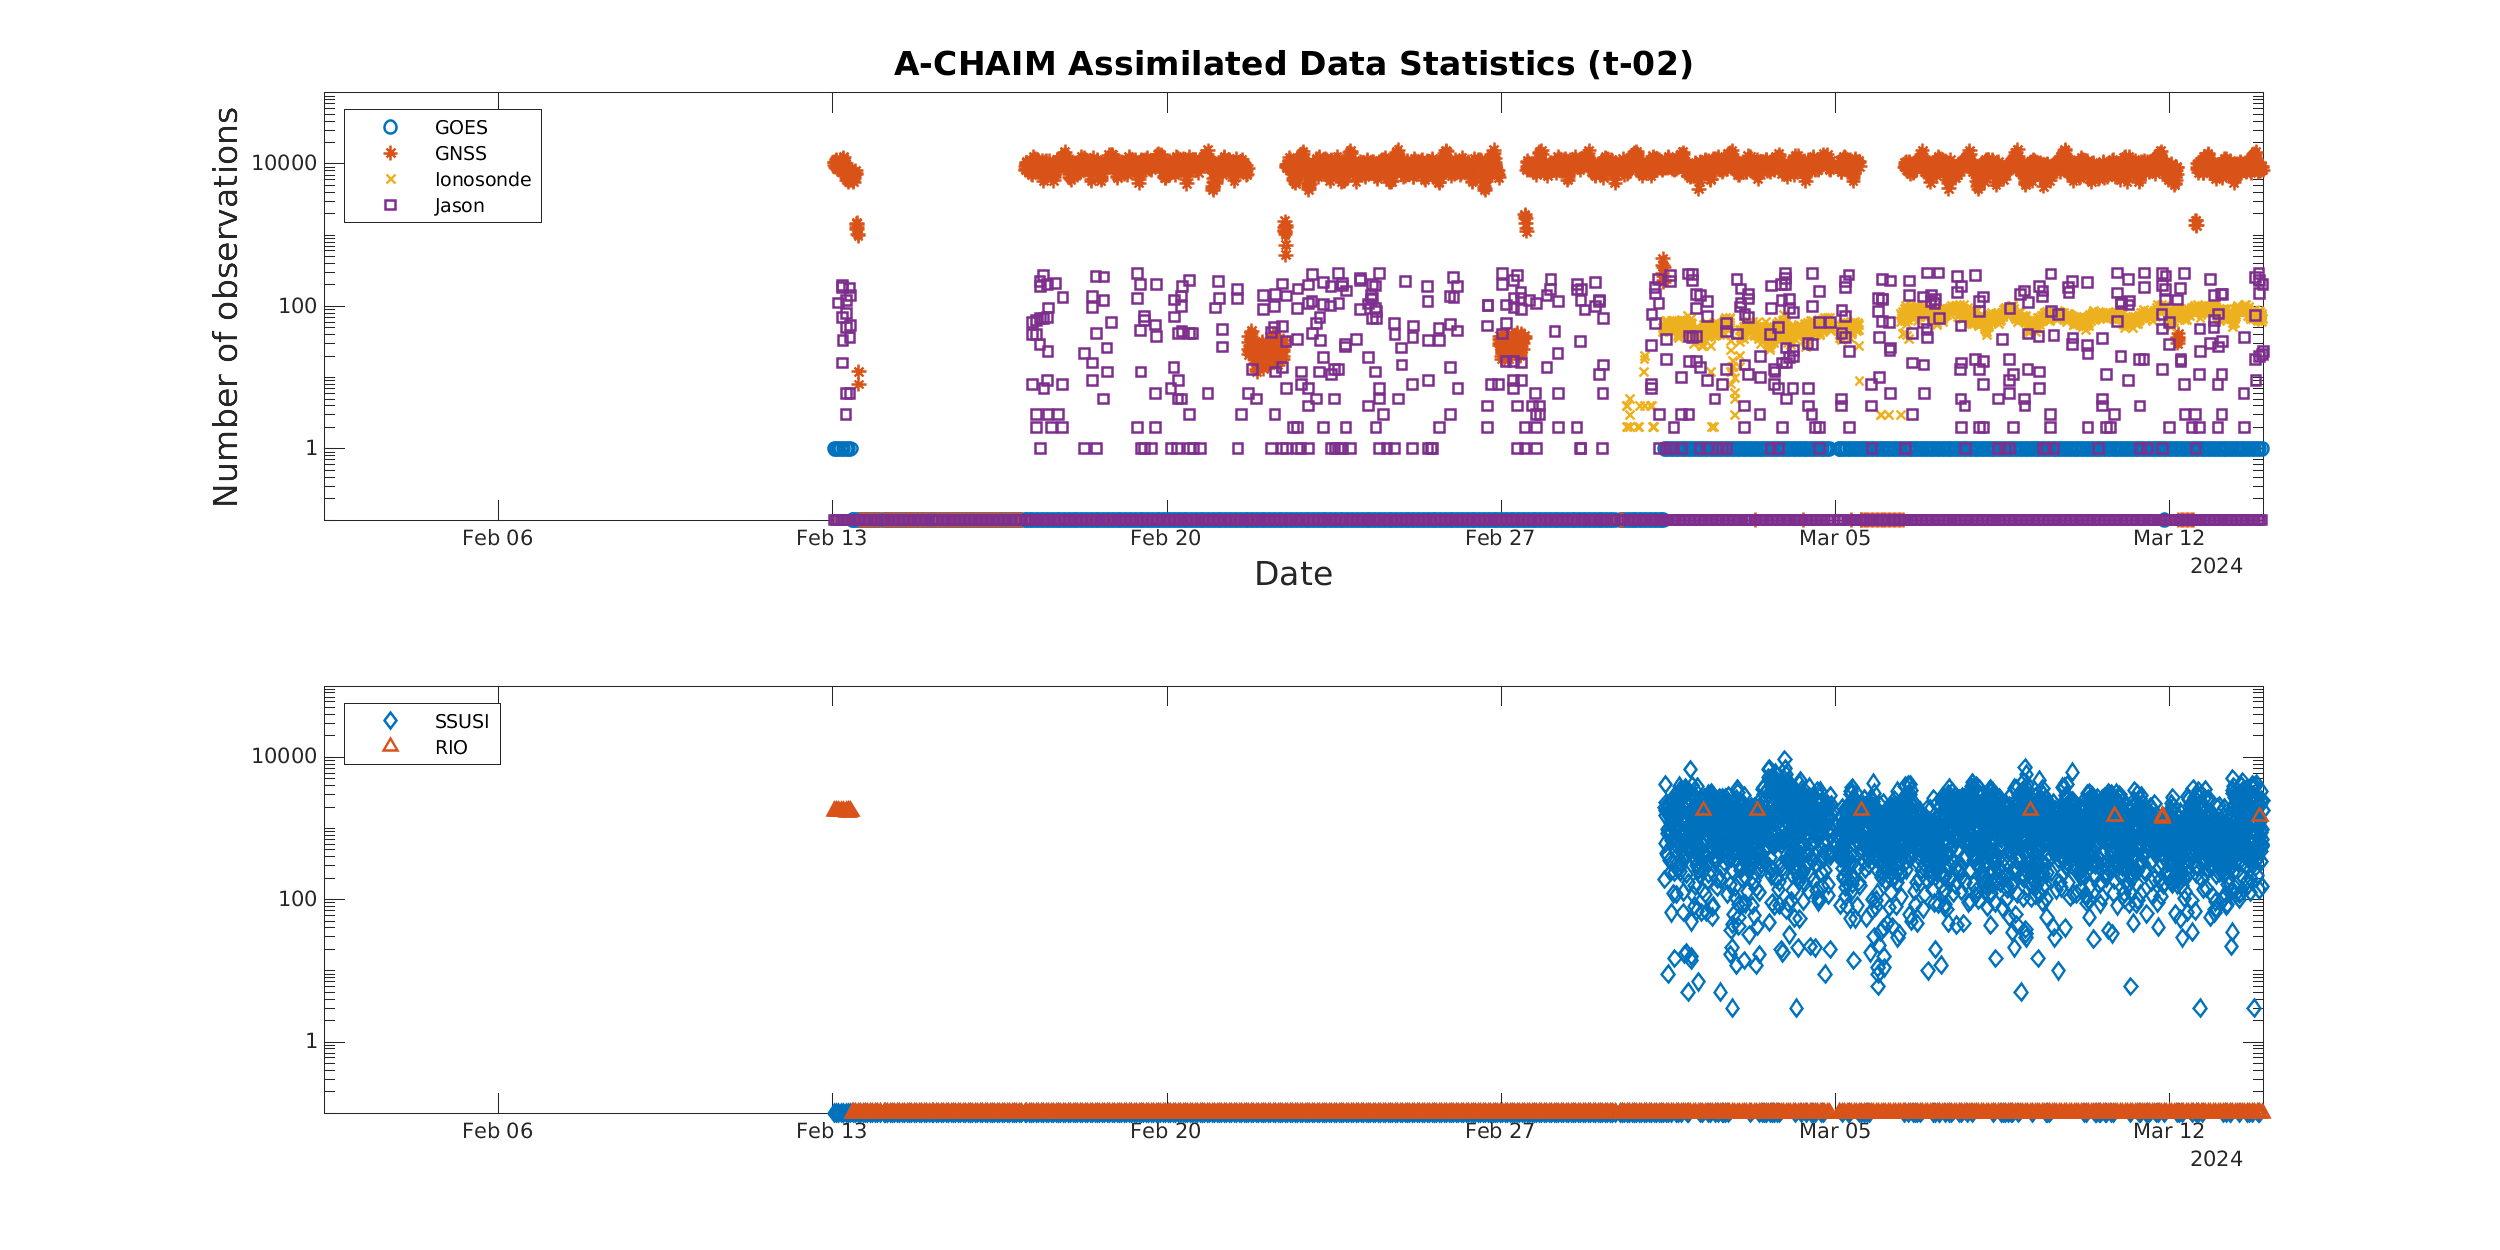 A-CHAIM Assimilated Data Statistics (t-02)
Number of observations
10000
100
1
GOES
GNSS
Ionosonde
Jason
Feb 06
Feb 13
Feb 20
Feb 27
Mar 05
Mar 12
2024
Date
10000
100
1
SSUSI
RIO
Feb 06
Feb 13
Feb 20
Feb 27
Mar 05
Mar 12
2024